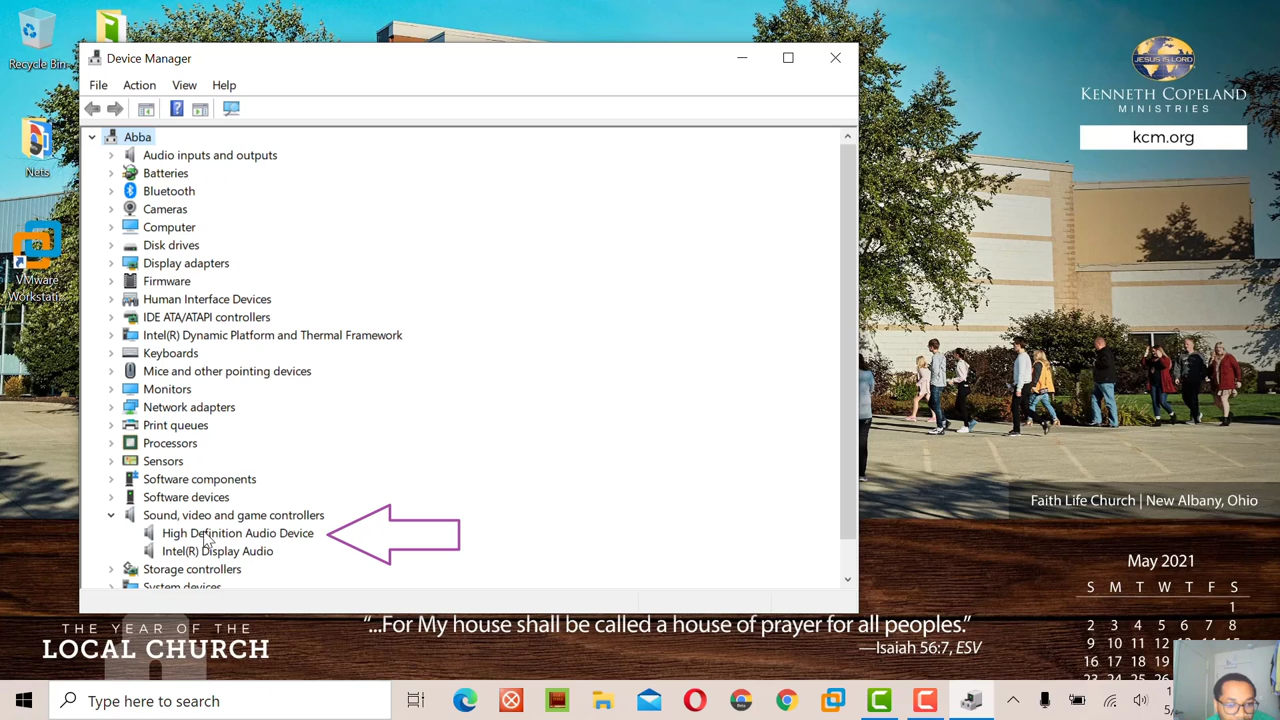 Recycle Bin
Nets
VMware
Workstati...
Device Manager
File Action View Help
Abba
Audio inputs and outputs
Batteries
Bluetooth
Cameras
Computer
Disk drives
Display adapters
Firmware
Human Interface Devices
IDE ATA/ATAPI controllers
Intel(R) Dynamic Platform and Thermal Framework
Keyboards
Mice and other pointing devices
Monitors
Network adapters
Print queues
Processors
Sensors
Software components
Software devices
Sound, video and game controllers
High Definition Audio Device
Intel(R) Display Audio
Storage controllers
System devices
JESUS IS LORD
KENNETH COPELAND
MINISTRIES
kcm.org
Faith Life Church | New Albany, Ohio
May 2021
S M T W T F S
1
2 3 4 5 6 7 8
9 10 11 12 13 14 15
16 17 18 19
23 24 25
THE YEAR OF THE
LOCAL CHURCH
“...For My house shall be called a house of prayer for all peoples.”
—Isaiah 56:7, ESV
Type here to search